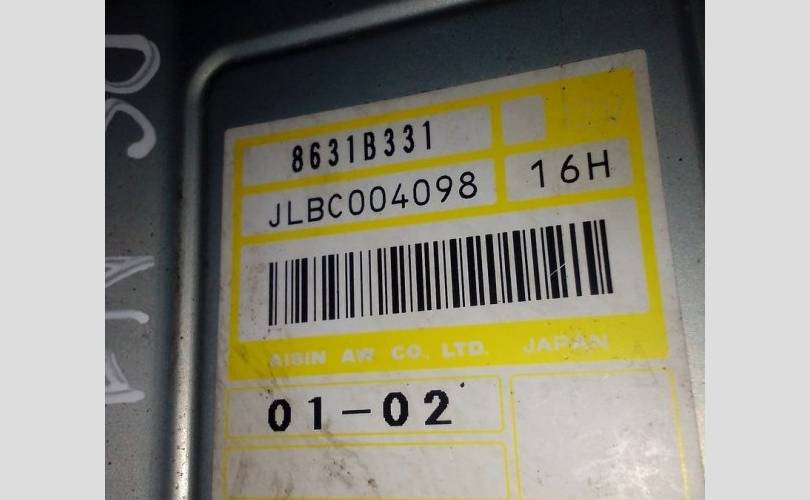 8631B331
JLBC004098 16H
AISIN AW CO., LTD. JAPAN
01-02